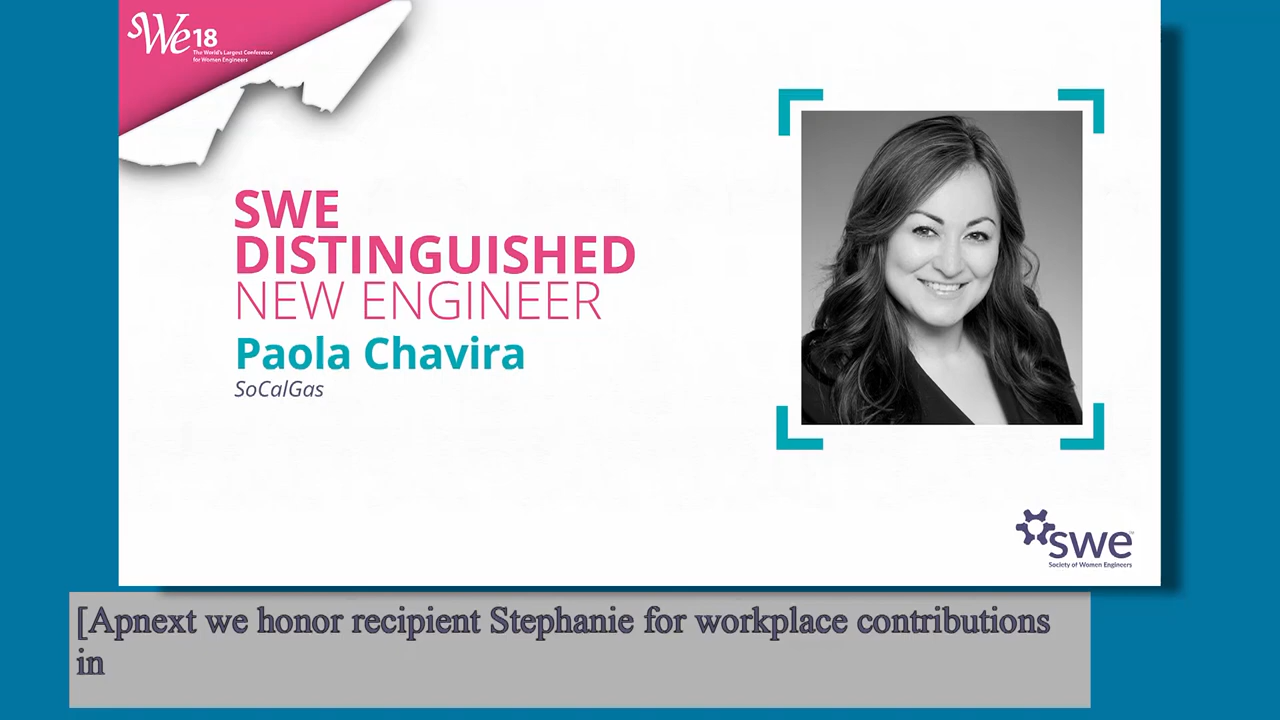 sWe18
The World's Largest Conference
for Women Engineers
SWE
DISTINGUISHED
NEW ENGINEER
Paola Chavira
SoCalGas
swe
Society of Women Engineers
[Apnext we honor recipient Stephanie for workplace contributions
in